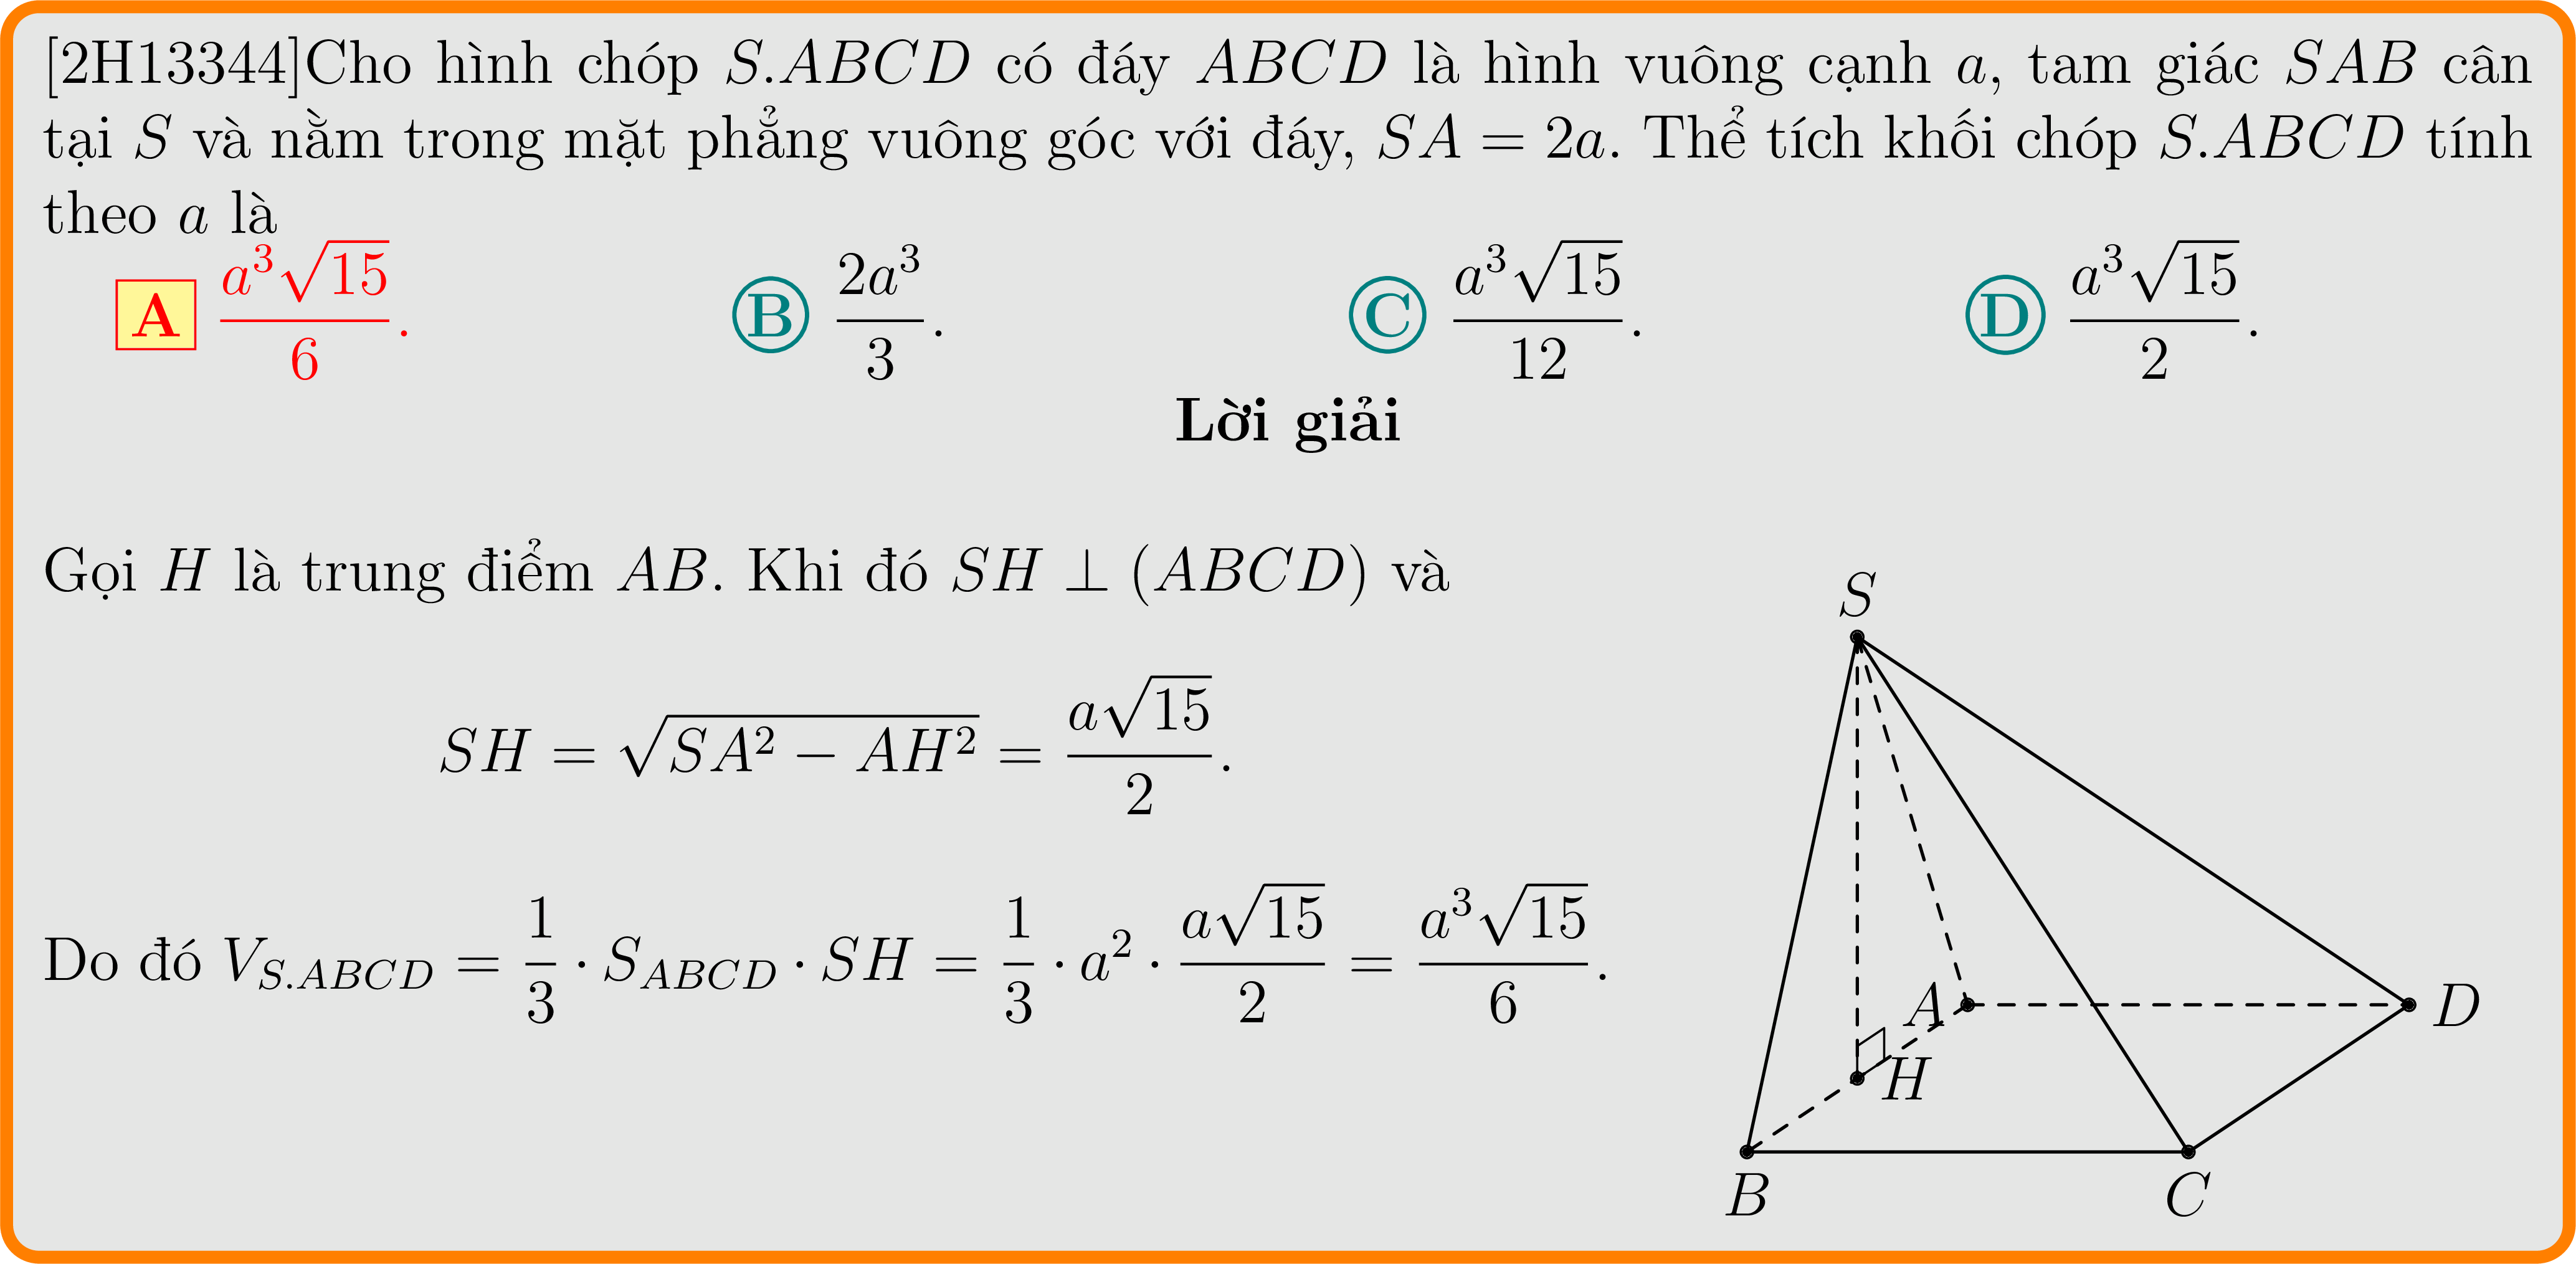 [2H13344]Cho hình chóp S.ABCD có đáy ABCD là hình vuông cạnh a, tam giác SAB cân
tại S và nằm trong mặt phẳng vuông góc với đáy, SA = 2a. Thể tích khối chóp S.ABCD tính
theo a là
A $\frac{a^3\sqrt{15}}{6}$. B $\frac{2a^3}{3}$. C $\frac{a^3\sqrt{15}}{12}$. D $\frac{a^3\sqrt{15}}{2}$.
Lời giải
Gọi H là trung điểm AB. Khi đó SH ⊥ (ABCD) và
$SH = \sqrt{SA^2 - AH^2} = \frac{a\sqrt{15}}{2}$.
Do đó $V_{S.ABCD} = \frac{1}{3} \cdot S_{ABCD} \cdot SH = \frac{1}{3} \cdot a^2 \cdot \frac{a\sqrt{15}}{2} = \frac{a^3\sqrt{15}}{6}$.
S
A
D
H
B
C